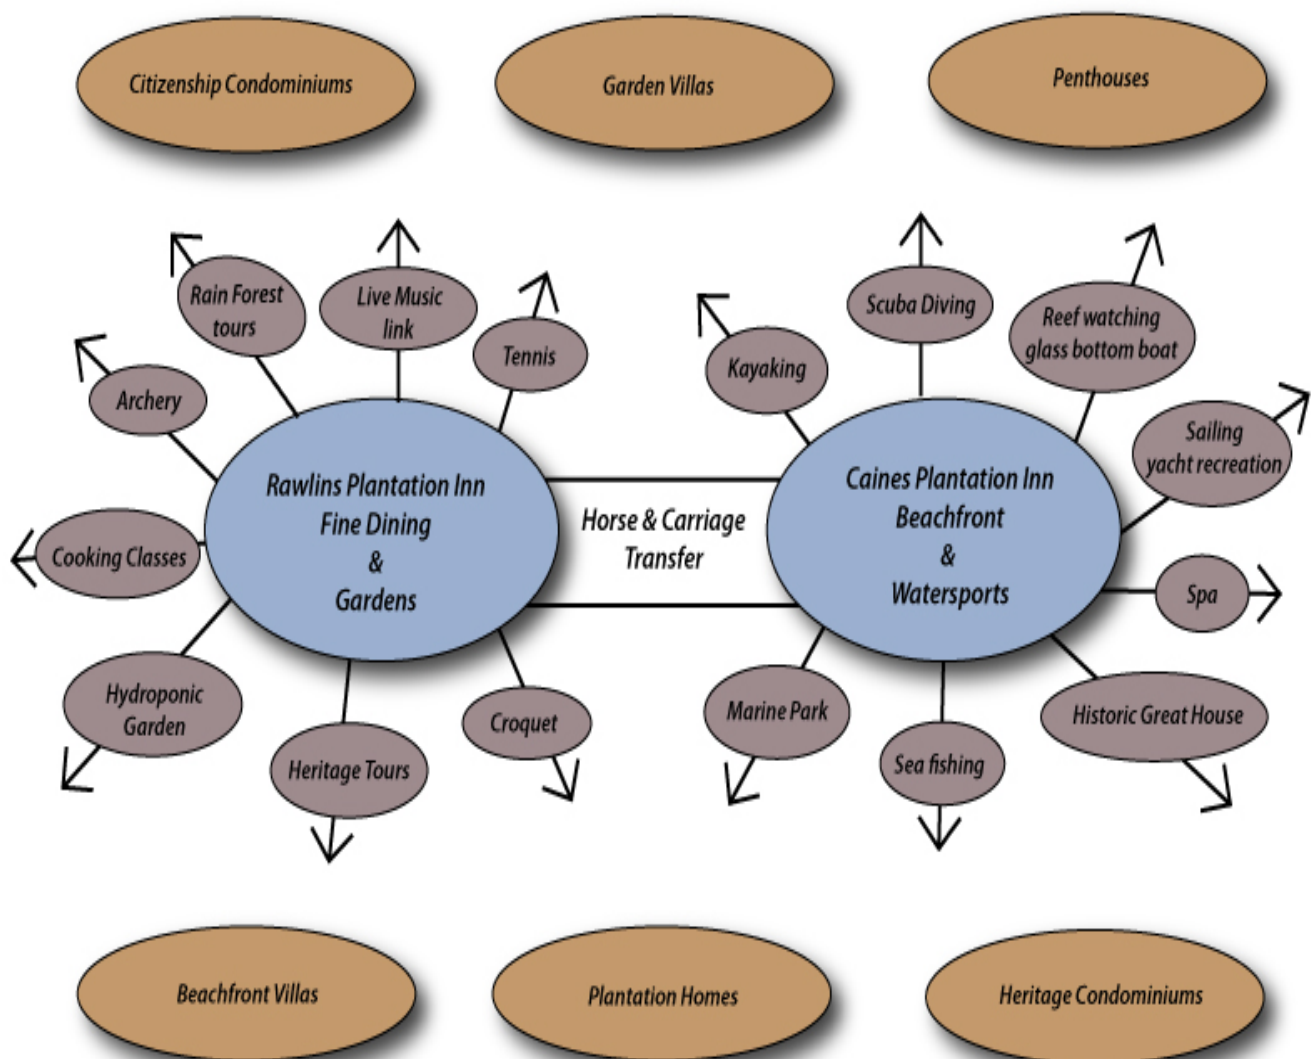 Citizenship Condominiums
Garden Villas
Penthouses
Rain Forest
tours
Live Music
link
Tennis
Archery
Cooking Classes
Hydroponic
Garden
Heritage Tours
Croquet
Rawlins Plantation Inn
Fine Dining
&
Gardens
Horse & Carriage
Transfer
Caines Plantation Inn
Beachfront
&
Watersports
Kayaking
Scuba Diving
Reef watching
glass bottom boat
Sailing
yacht recreation
Spa
Historic Great House
Sea fishing
Marine Park
Beachfront Villas
Plantation Homes
Heritage Condominiums